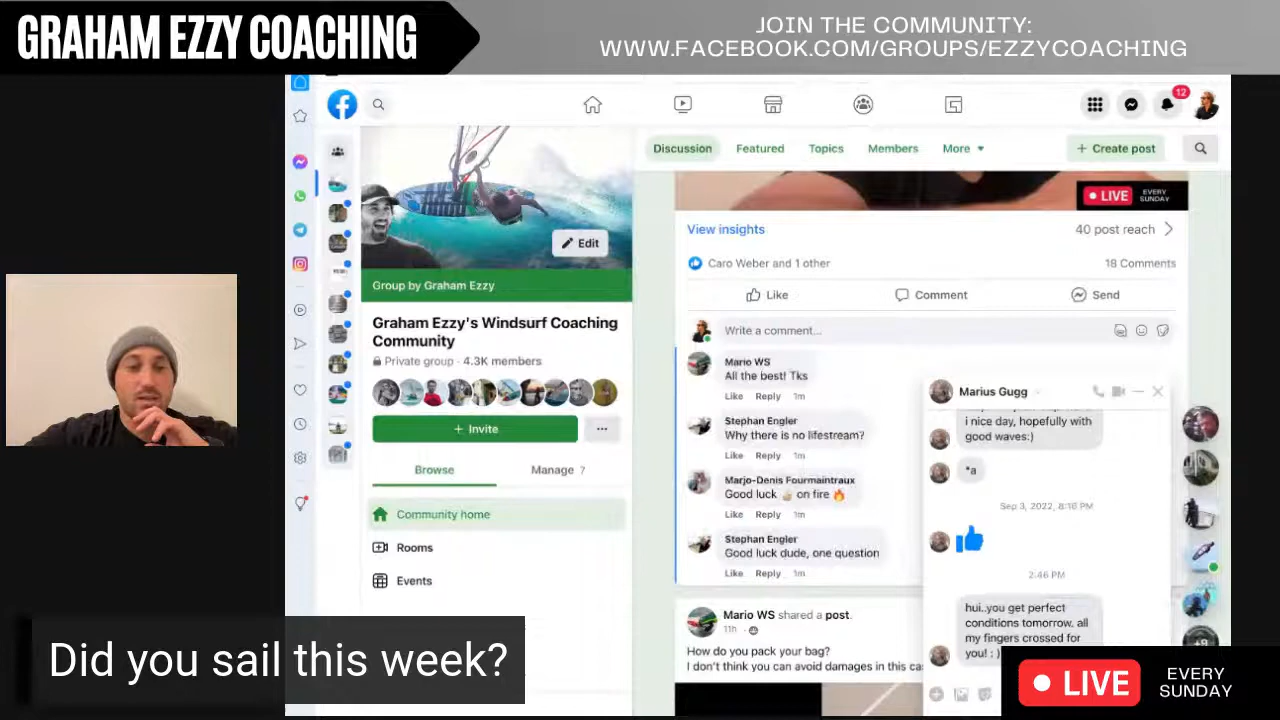 GRAHAM EZZY COACHING
JOIN THE COMMUNITY:
WWW.FACEBOOK.COM/GROUPS/EZZYCOACHING
12
Discussion
Featured
Topics
Members
More
+ Create post
Edit
LIVE
EVERY
SUNDAY
Group by Graham Ezzy
Graham Ezzy's Windsurf Coaching
Community
Private group · 4.3K members
+ Invite
...
Browse
Manage 7
Community home
Rooms
Events
View insights
40 post reach
Caro Weber and 1 other
18 Comments
Like
Comment
Send
Write a comment...
Mario WS
All the best! Tks
Like Reply 1m
Stephan Engler
Why there is no lifestream?
Like Reply 1m
Marjo-Denis Fourmaintraux
Good luck ✌🏼 on fire 🔥
Like Reply 1m
Stephan Engler
Good luck dude, one question
Like Reply 1m
Mario WS shared a post.
11h ·
How do you pack your bag?
I don't think you can avoid damages in this
Marius Gugg
i nice day, hopefully with
good waves:)
*a
Sep 3, 2022, 8:16 PM
2:46 PM
hui..you get perfect
conditions tomorrow. all
my fingers crossed for
you! : )
Did you sail this week?
LIVE
EVERY
SUNDAY